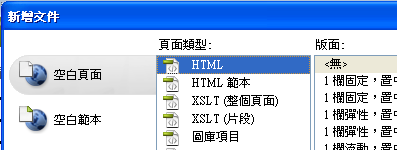 新增文件
頁面類型:
版面:
空白頁面
空白範本
HTML
HTML 範本
XSLT (整個頁面)
XSLT (片段)
圖庫項目
<無>
1 欄固定，置中
1 欄固定，置中
1 欄彈性，置中
1 欄彈性，置中
1 欄流動，置中